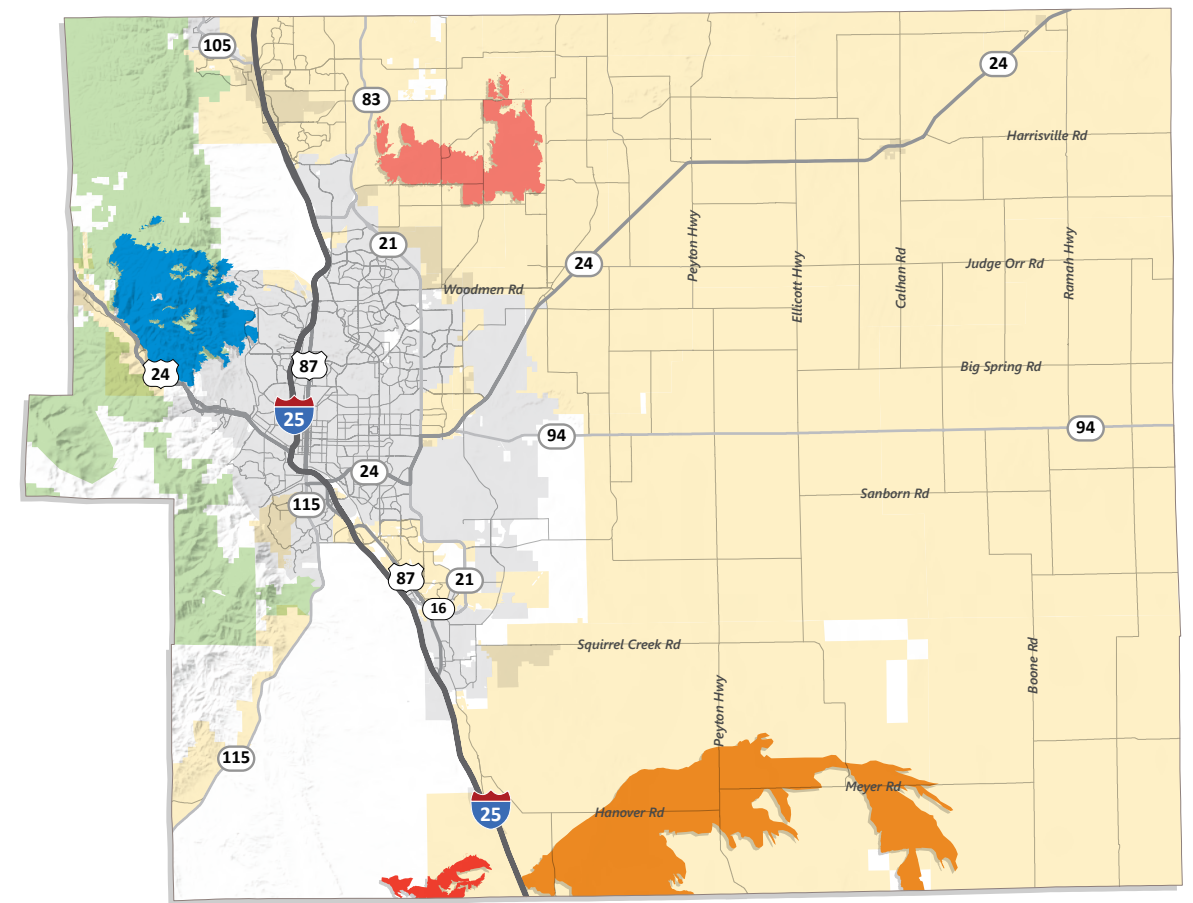 105
24
83
Harrisville Rd
21
Peyton Hwy
Ellicott Hwy
Calhan Rd
Judge Orr Rd
Ramah Hwy
24
Woodmen Rd
87
24
Big Spring Rd
25
94
94
24
Sanborn Rd
115
87
21
16
Squirrel Creek Rd
Boone Rd
Peyton Hwy
115
Meyer Rd
25
Hanover Rd